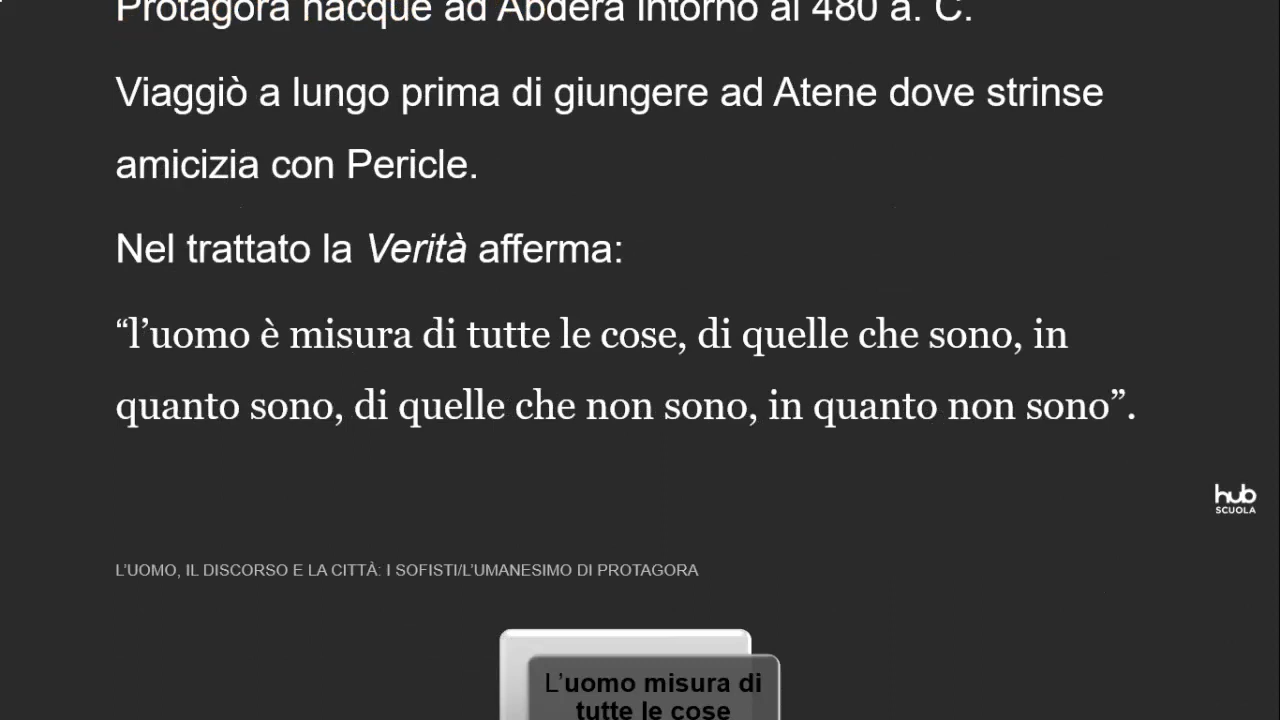 Protagora nacque ad Abdera intorno al 480 a. C.
Viaggiò a lungo prima di giungere ad Atene dove strinse
amicizia con Pericle.
Nel trattato la Verità afferma:
“l’uomo è misura di tutte le cose, di quelle che sono, in
quanto sono, di quelle che non sono, in quanto non sono”.
hub
SCUOLA
L’UOMO, IL DISCORSO E LA CITTÀ: I SOFISTI/L’UMANESIMO DI PROTAGORA
L’uomo misura di
tutte le cose